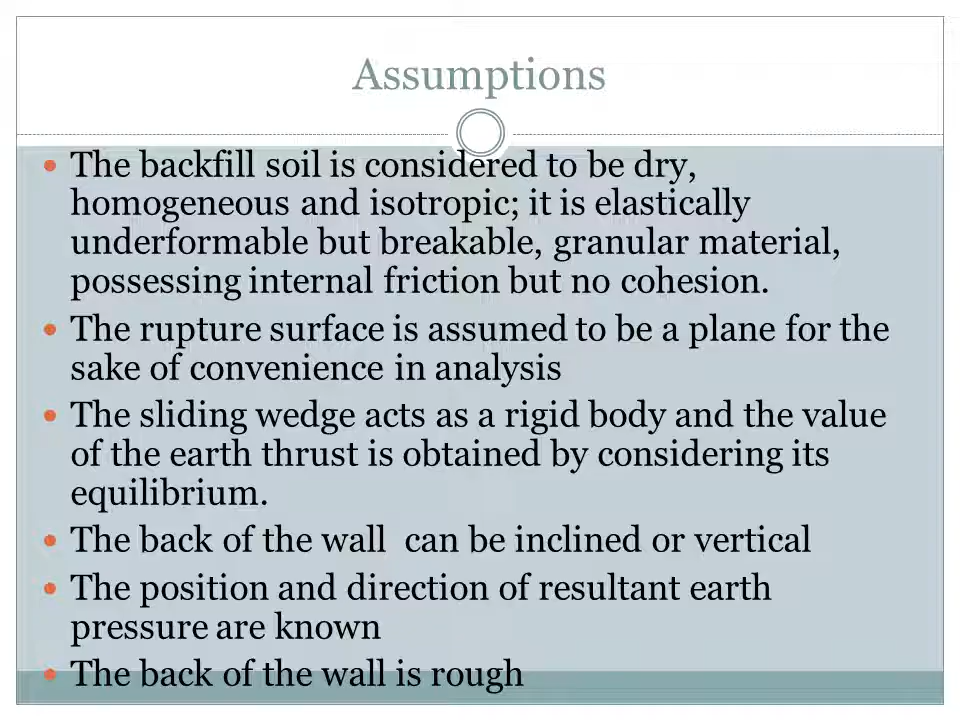 Assumptions
• The backfill soil is considered to be dry,
homogeneous and isotropic; it is elastically
underformable but breakable, granular material,
possessing internal friction but no cohesion.
• The rupture surface is assumed to be a plane for the
sake of convenience in analysis
• The sliding wedge acts as a rigid body and the value
of the earth thrust is obtained by considering its
equilibrium.
• The back of the wall  can be inclined or vertical
• The position and direction of resultant earth
pressure are known
• The back of the wall is rough